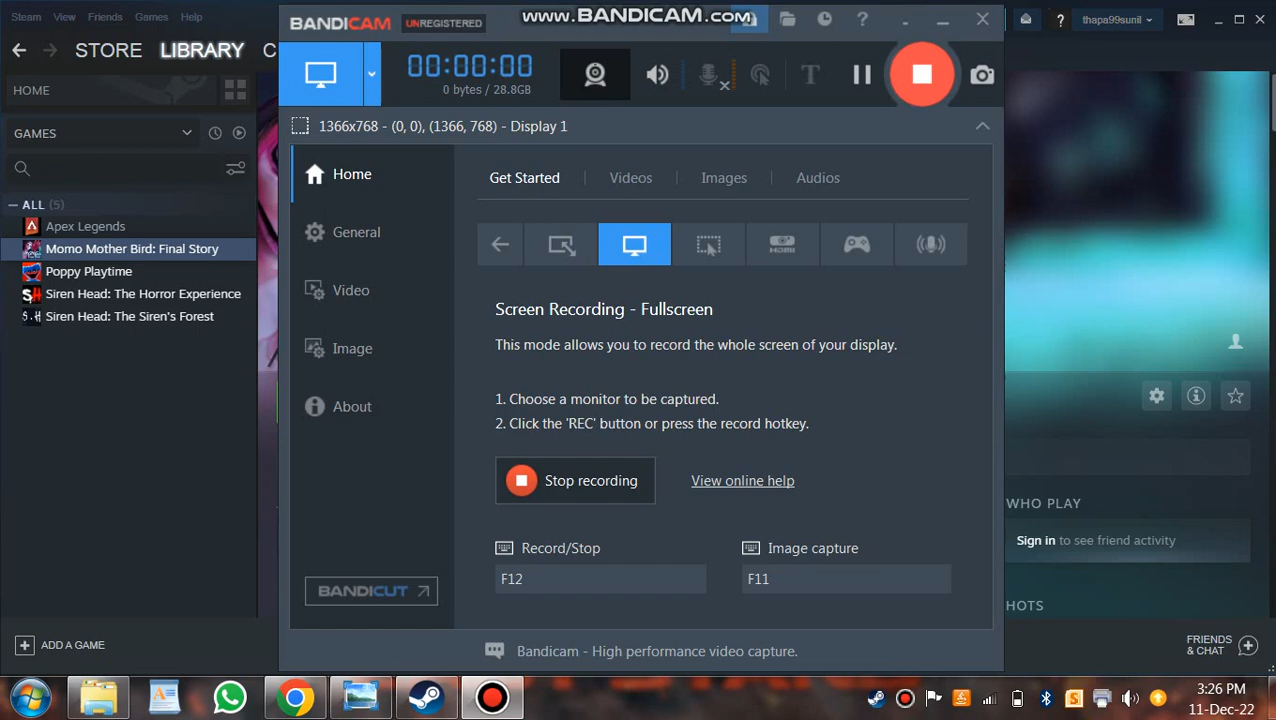 Steam View Friends Games Help
thapa99sunil
BANDICAM UNREGISTERED
www.BANDICAM.com
STORE LIBRARY C
00:00:00
0 bytes / 28.8GB
T
HOME
GAMES
1366x768 - (0, 0), (1366, 768) - Display 1
ALL (5)
Apex Legends
Momo Mother Bird: Final Story
Poppy Playtime
Siren Head: The Horror Experience
Siren Head: The Siren's Forest
Home
General
Video
Image
About
BANDICUT
Get Started Videos Images Audios
HDMI
Screen Recording - Fullscreen
This mode allows you to record the whole screen of your display.
1. Choose a monitor to be captured.
2. Click the 'REC' button or press the record hotkey.
Stop recording View online help
Record/Stop Image capture
F12 F11
Bandicam - High performance video capture.
WHO PLAY
Sign in to see friend activity
HOTS
ADD A GAME
FRIENDS
& CHAT
3:26 PM
11-Dec-22